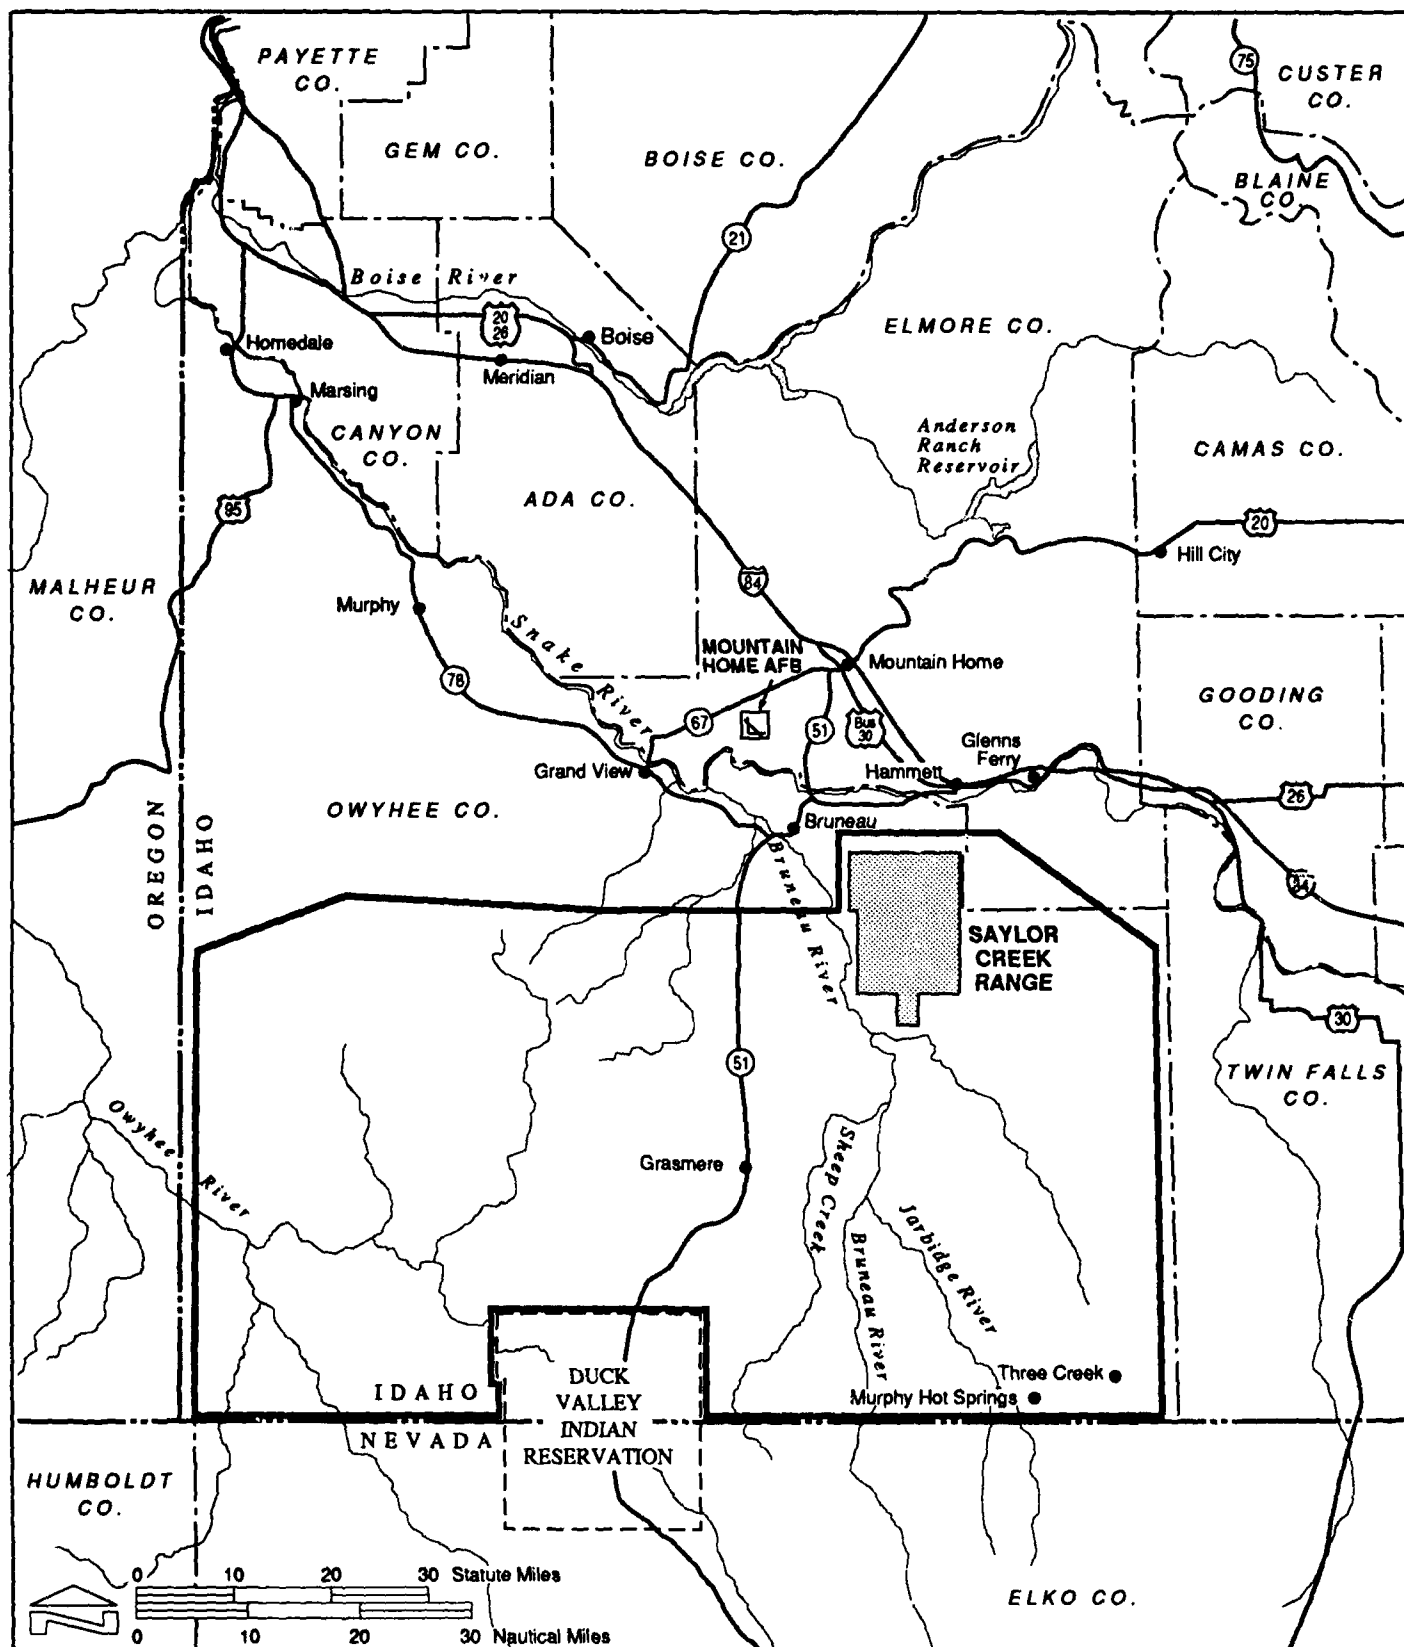 PAYETTE
CO.
75
CUSTER
CO.
GEM CO.
BOISE CO.
BLAINE
CO.
21
Boise River
20
26
Boise
ELMORE CO.
Homedale
Meridian
Marsing
CANYON
CO.
Anderson
Ranch
Reservoir
CAMAS CO.
ADA CO.
95
20
Hill City
MALHEUR
CO.
84
Murphy
Snake River
MOUNTAIN
HOME AFB
Mountain Home
78
GOODING
CO.
67
51
Bus
30
Glenns
Ferry
Grand View
Hammett
26
OWYHEE CO.
Bruneau
OREGON
IDAHO
Bruneau River
84
SAYLOR
CREEK
RANGE
30
51
TWIN FALLS
CO.
Owyhee River
Sheep Creek
Grasmere
Jarbidge River
Bruneau River
Three Creek
Murphy Hot Springs
IDAHO
NEVADA
DUCK
VALLEY
INDIAN
RESERVATION
HUMBOLDT
CO.
ELKO CO.
0 10 20 30 Statute Miles
0 10 20 30 Nautical Miles